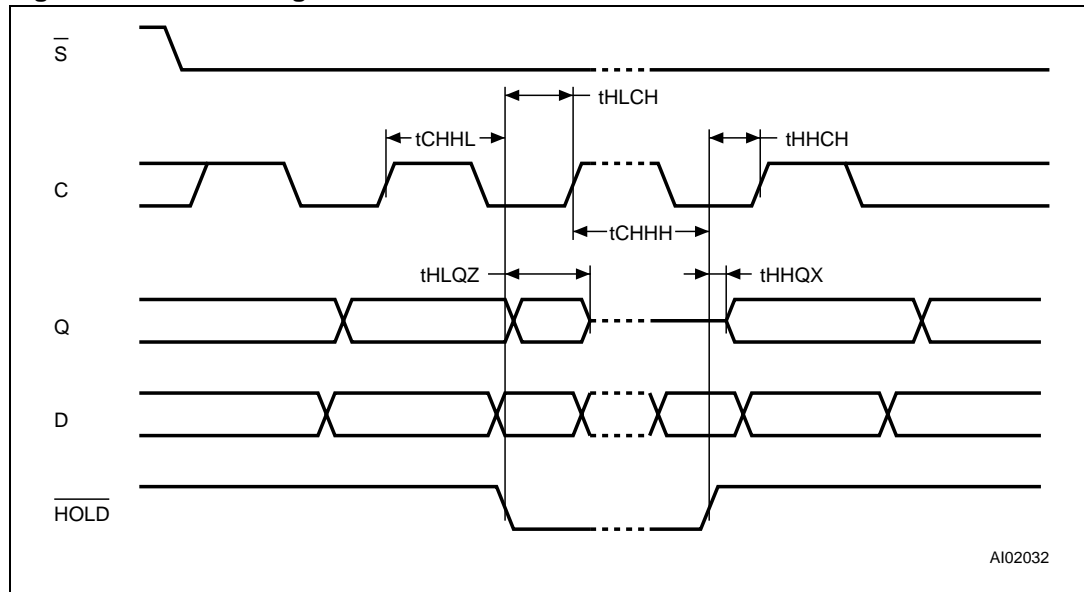 S
tHLCH
tCHHL
tHHCH
C
tCHHH
tHLQZ
tHHQX
Q
D
HOLD
AI02032